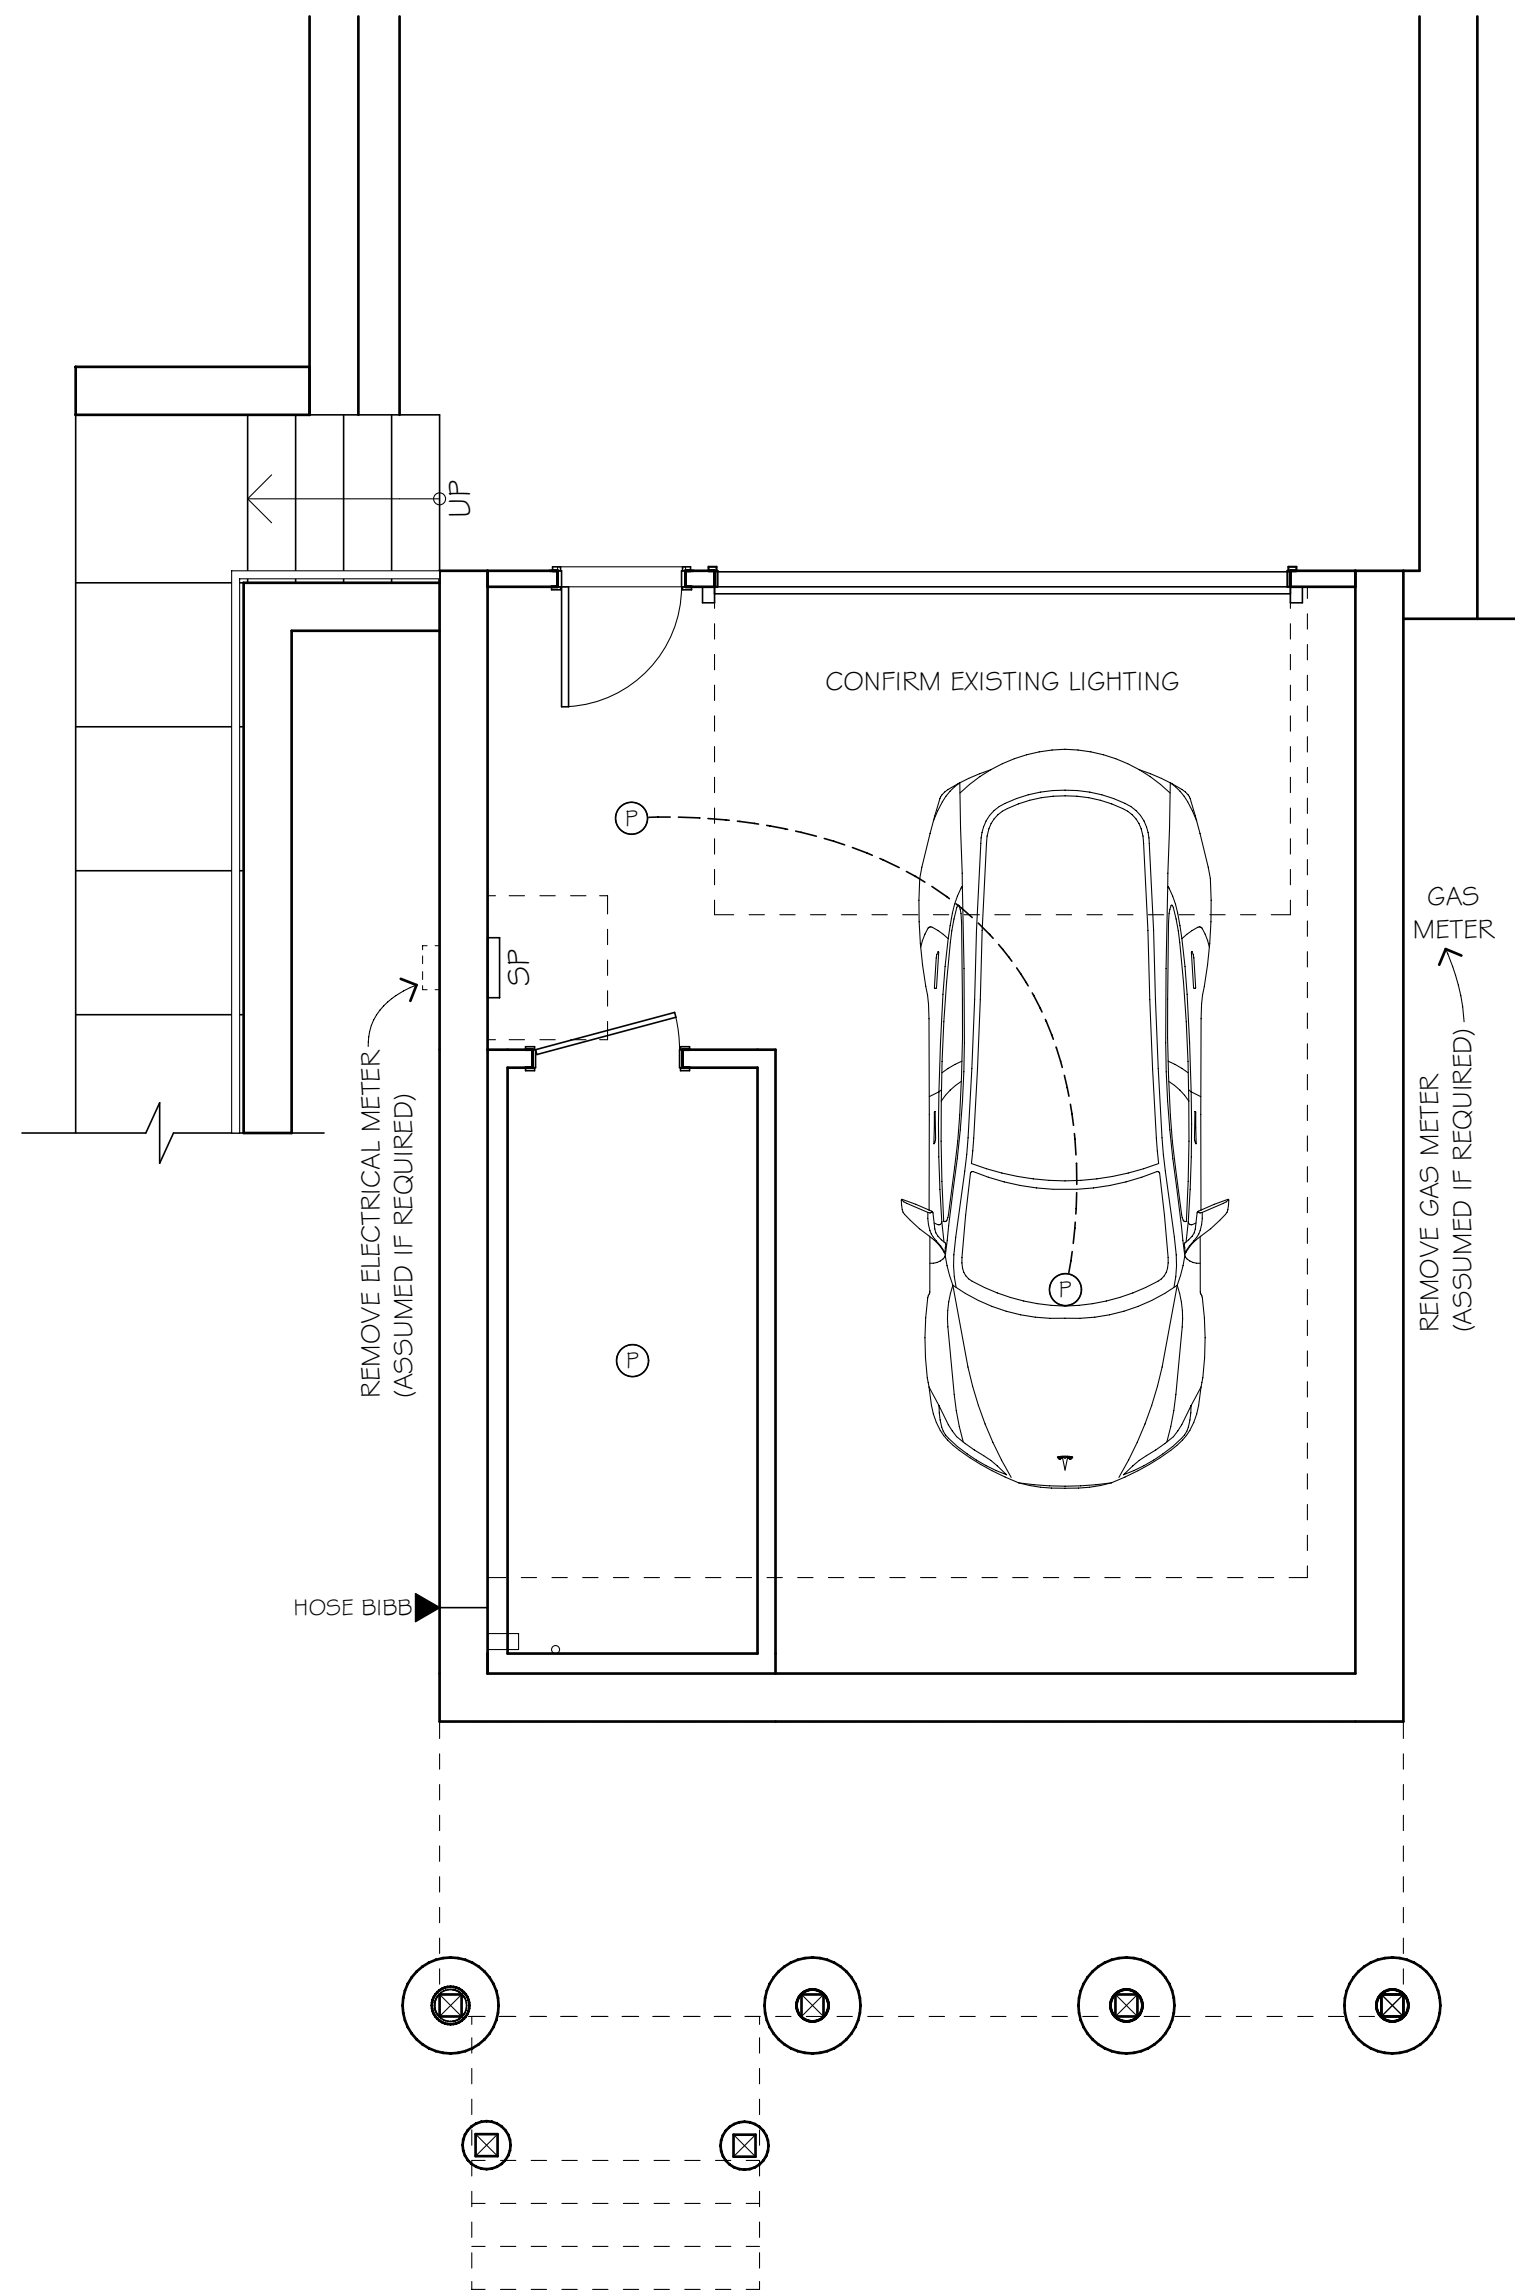 UP
CONFIRM EXISTING LIGHTING
P
GAS
METER
SP
REMOVE ELECTRICAL METER
(ASSUMED IF REQUIRED)
REMOVE GAS METER
(ASSUMED IF REQUIRED)
P
P
HOSE BIBB